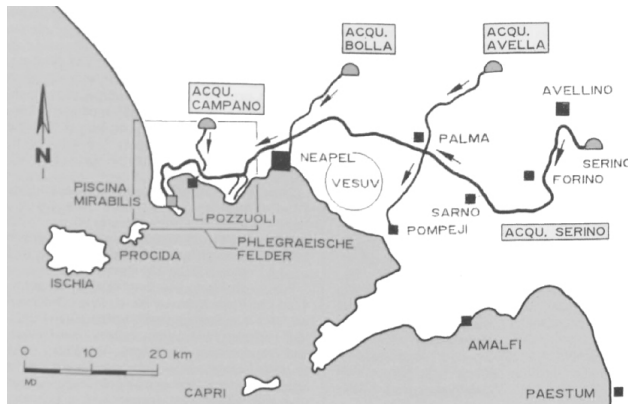 ACQU.
BOLLA
ACQU.
AVELLA
ACQU.
CAMPANO
AVELLINO
N
NEAPEL
PALMA
SERINO
VESUV
FORINO
PISCINA
MIRABILIS
POZZUOLI
SARNO
POMPEJI
ACQU. SERINO
PROCIDA
PHLEGRAEISCHE
FELDER
ISCHIA
AMALFI
0 10 20 km
MD
CAPRI
PAESTUM